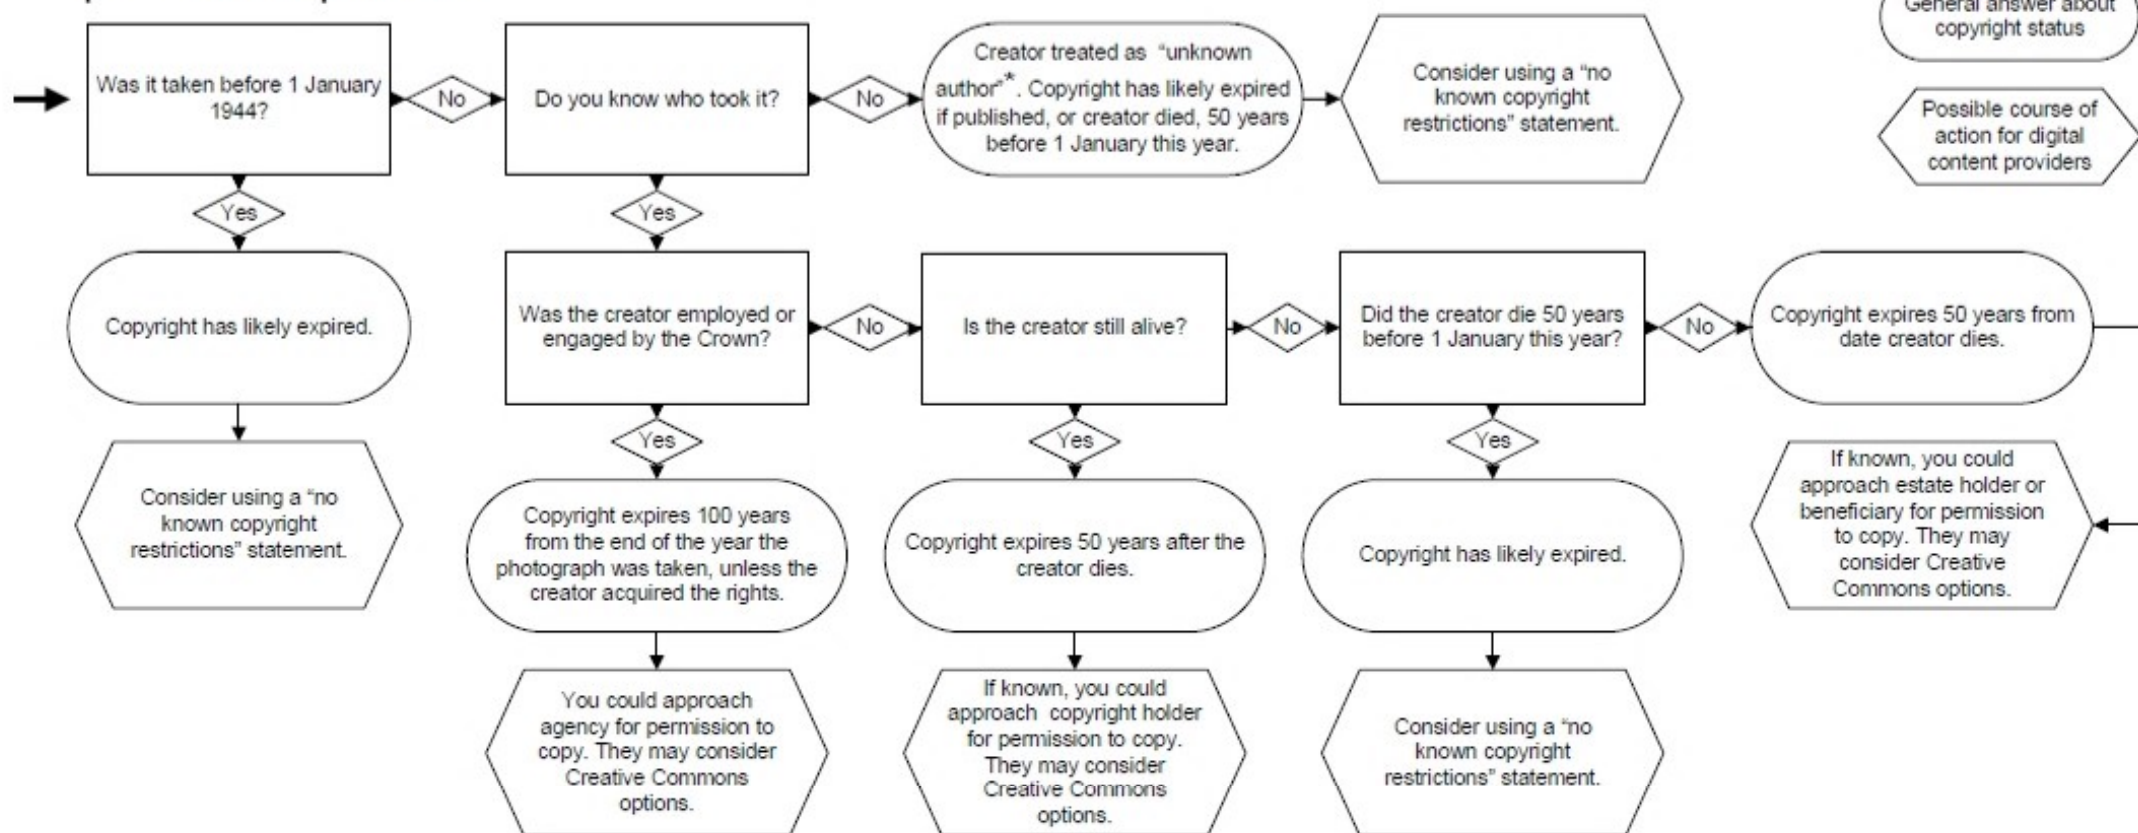 Was it taken before 1 January
1944?
No
Do you know who took it?
No
Creator treated as “unknown
author”*. Copyright has likely expired
if published, or creator died, 50 years
before 1 January this year.
Consider using a “no
known copyright
restrictions” statement.
General answer about
copyright status
Possible course of
action for digital
content providers
Yes
Yes
Copyright has likely expired.
Was the creator employed or
engaged by the Crown?
No
Is the creator still alive?
No
Did the creator die 50 years
before 1 January this year?
No
Copyright expires 50 years from
date creator dies.
Yes
Yes
Yes
Consider using a “no
known copyright
restrictions” statement.
Copyright expires 100 years
from the end of the year the
photograph was taken, unless the
creator acquired the rights.
Copyright expires 50 years after the
creator dies.
Copyright has likely expired.
If known, you could
approach estate holder or
beneficiary for permission
to copy. They may
consider Creative
Commons options.
You could approach
agency for permission to
copy. They may consider
Creative Commons
options.
If known, you could
approach copyright holder
for permission to copy.
They may consider
Creative Commons
options.
Consider using a “no
known copyright
restrictions” statement.